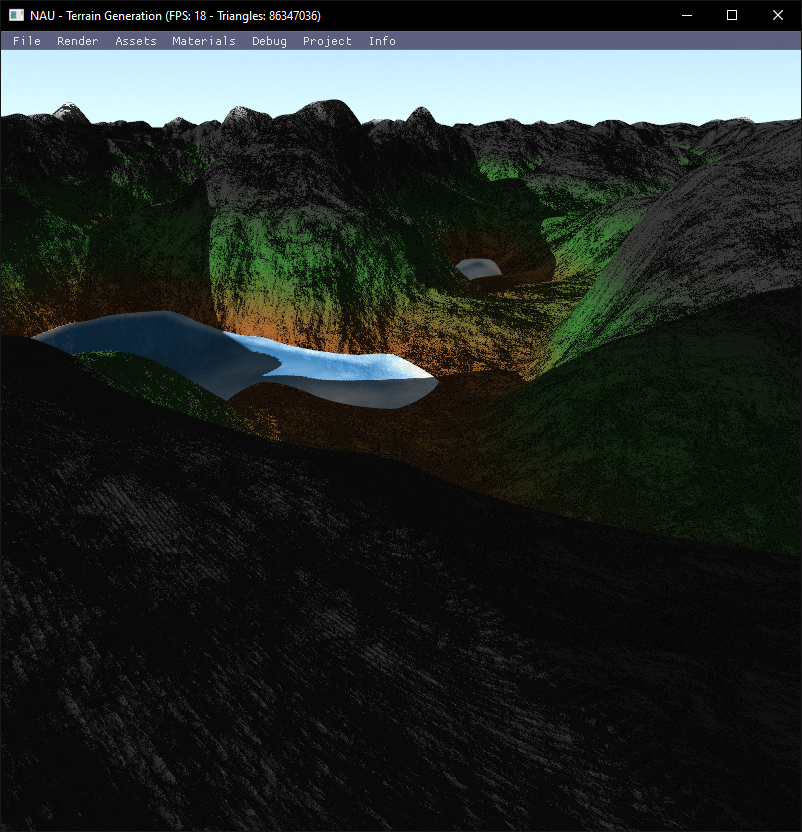 NAU - Terrain Generation (FPS: 18 - Triangles: 86347036)
File Render Assets Materials Debug Project Info